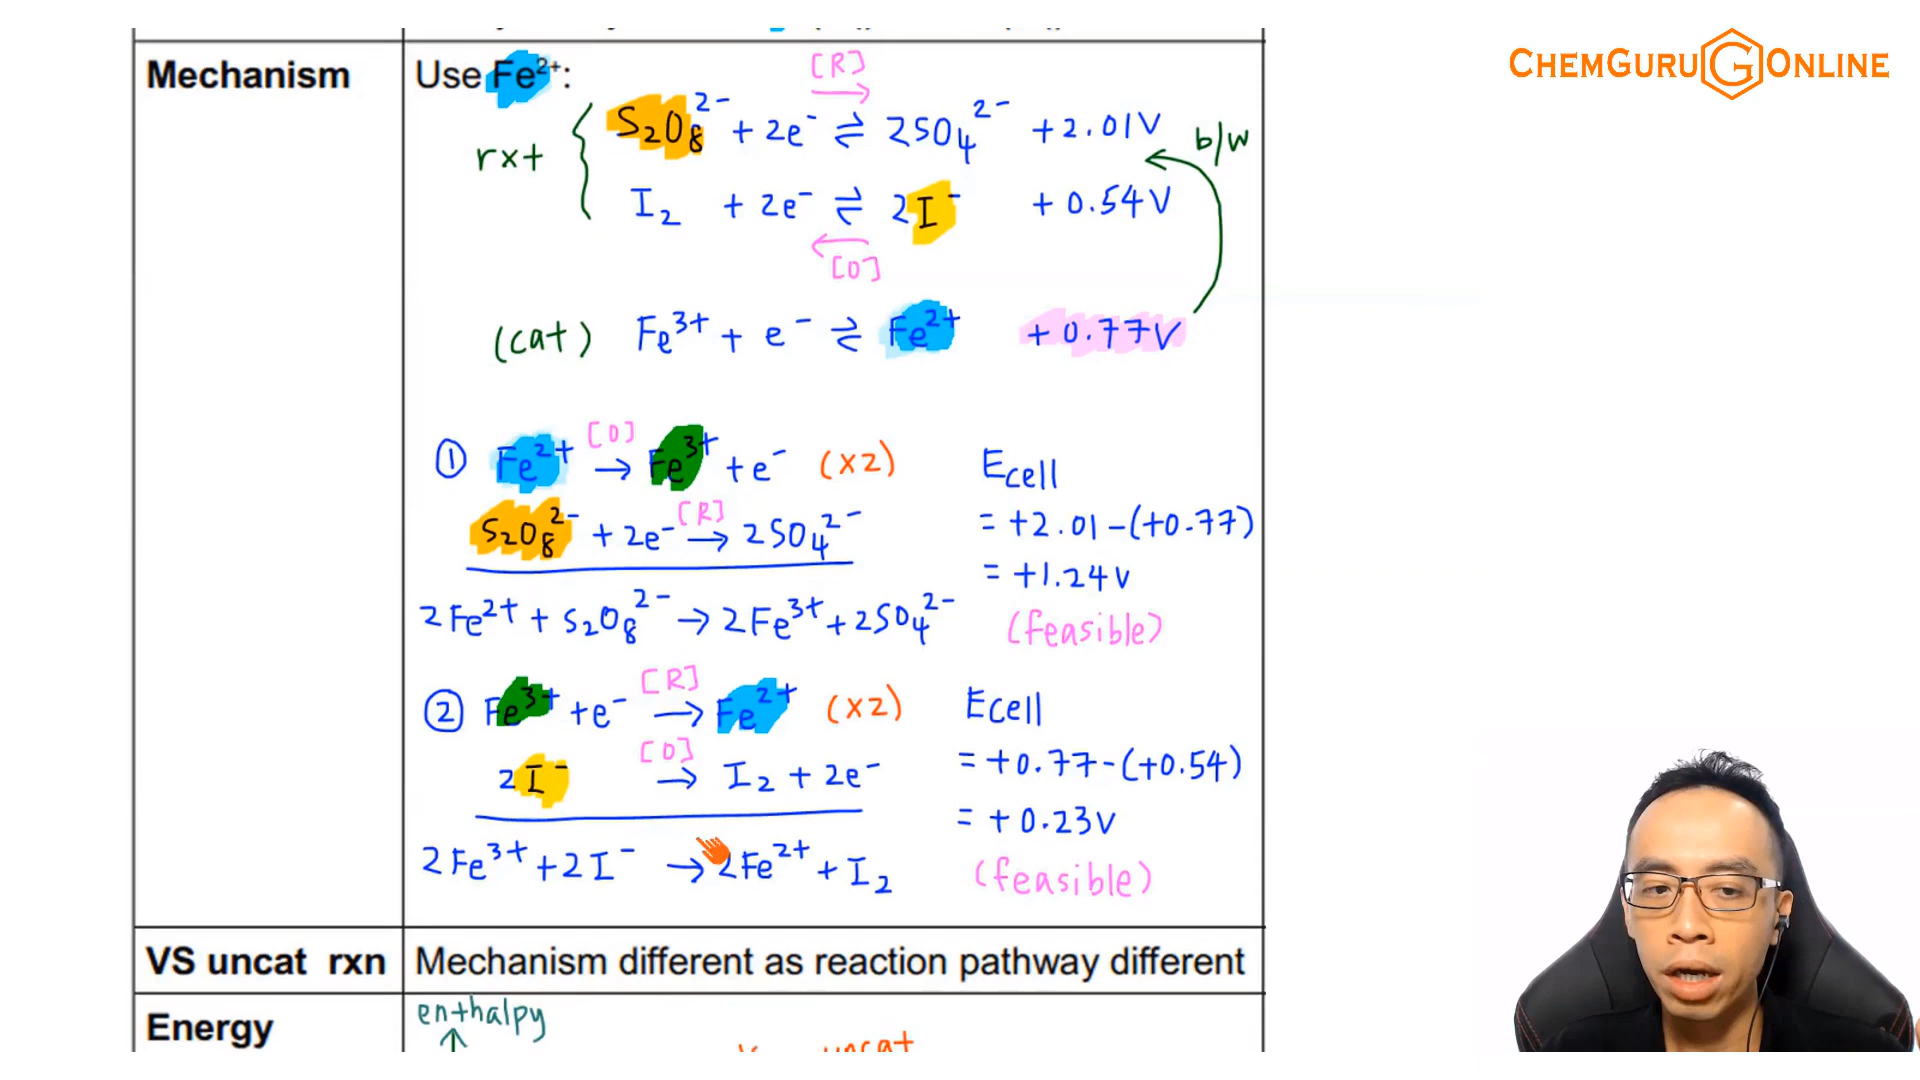 CHEMGURU G ONLINE
Mechanism
Use Fe²⁺:
[R]
rxt
S₂O₈²⁻ + 2e⁻ ⇌ 2SO₄²⁻ +2.01V
b/w
I₂ + 2e⁻ ⇌ 2I⁻ +0.54V
[O]
(cat) Fe³⁺ + e⁻ ⇌ Fe²⁺ +0.77V
① Fe²⁺ [O] → Fe³⁺ + e⁻ (x2)
S₂O₈²⁻ + 2e⁻ [R] → 2SO₄²⁻
2Fe²⁺ + S₂O₈²⁻ → 2Fe³⁺ + 2SO₄²⁻
Ecell
= +2.01-(+0.77)
= +1.24V
(feasible)
② Fe³⁺ + e⁻ [R] → Fe²⁺ (x2)
2I⁻ [O] → I₂ + 2e⁻
2Fe³⁺ + 2I⁻ → 2Fe²⁺ + I₂
Ecell
= +0.77-(+0.54)
= +0.23V
(feasible)
VS uncat rxn
Mechanism different as reaction pathway different
Energy
enthalpy
uncat